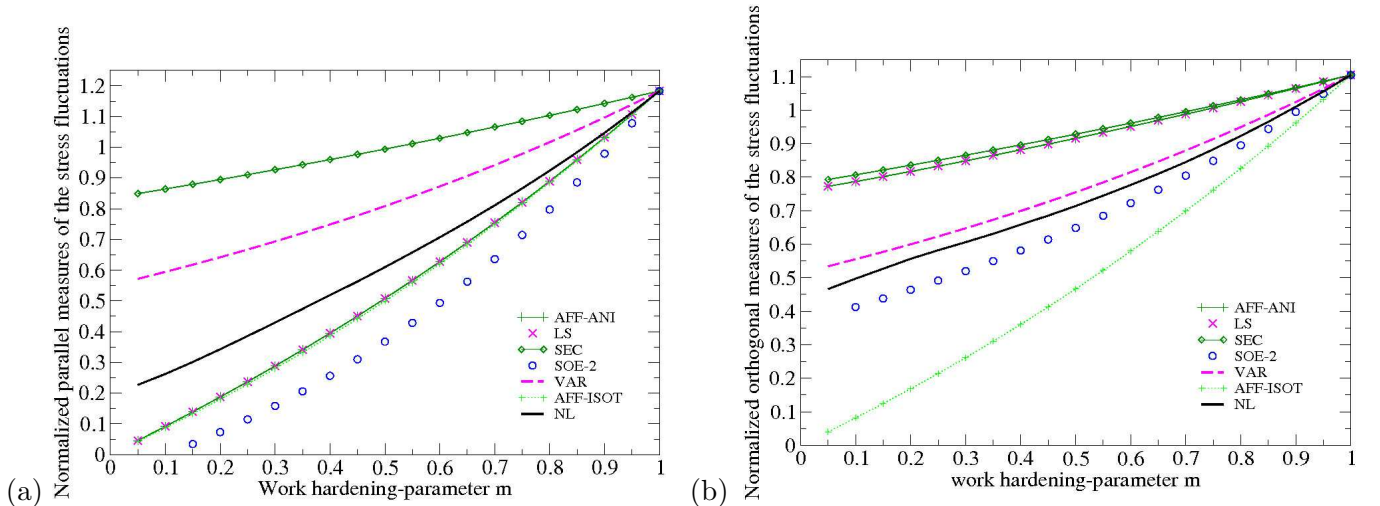 Normalized parallel measures of the stress fluctuations
1.2
1.1
1
0.9
0.8
0.7
0.6
0.5
0.4
0.3
0.2
0.1
0
0 0.1 0.2 0.3 0.4 0.5 0.6 0.7 0.8 0.9 1
Work hardening-parameter m
AFF-ANI
LS
SEC
SOE-2
VAR
AFF-ISOT
NL
(a)
Normalized orthogonal measures of the stress fluctuations
1.1
1
0.9
0.8
0.7
0.6
0.5
0.4
0.3
0.2
0.1
0
0 0.1 0.2 0.3 0.4 0.5 0.6 0.7 0.8 0.9 1
work hardening-parameter m
AFF-ANI
LS
SEC
SOE-2
VAR
AFF-ISOT
NL
(b)